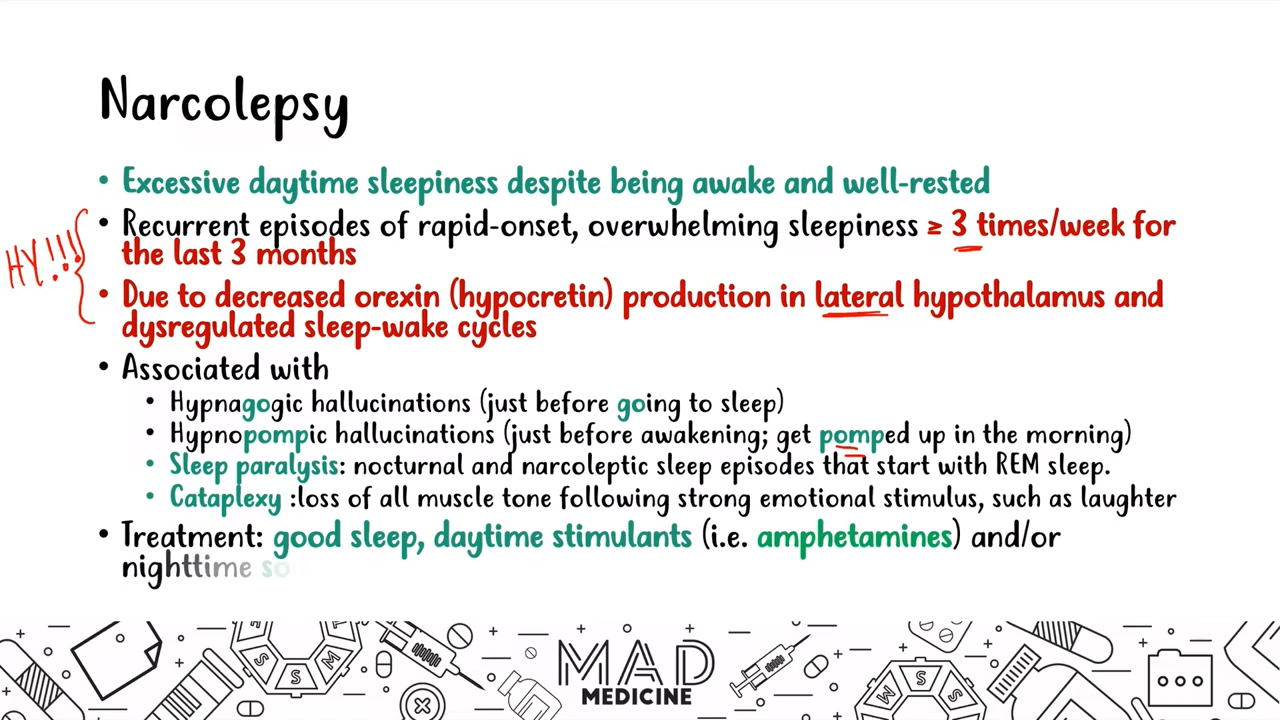 Narcolepsy
• Excessive daytime sleepiness despite being awake and well-rested
• Recurrent episodes of rapid-onset, overwhelming sleepiness ≥ 3 times/week for
the last 3 months
HY!!!
• Due to decreased orexin (hypocretin) production in lateral hypothalamus and
dysregulated sleep-wake cycles
• Associated with
• Hypnagogic hallucinations (just before going to sleep)
• Hypnopompic hallucinations (just before awakening; get pomped up in the morning)
• Sleep paralysis: nocturnal and narcoleptic sleep episodes that start with REM sleep.
• Cataplexy :loss of all muscle tone following strong emotional stimulus, such as laughter
• Treatment: good sleep, daytime stimulants (i.e. amphetamines) and/or
nighttime so
S S M
MAD
MEDICINE
M S S